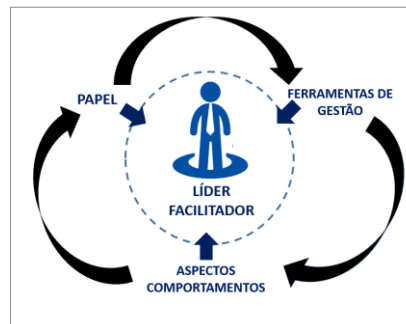 PAPEL
FERRAMENTAS DE
GESTÃO
LÍDER
FACILITADOR
ASPECTOS
COMPORTAMENTOS